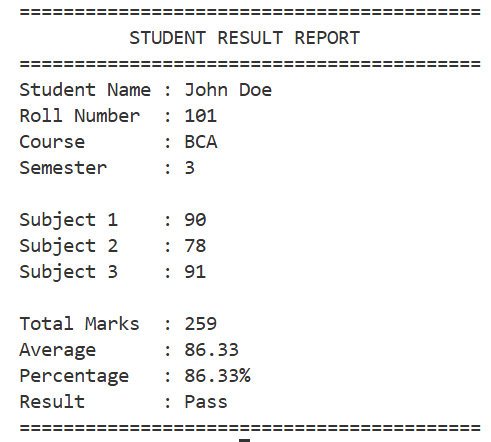 ==========================================
          STUDENT RESULT REPORT
==========================================
Student Name : John Doe
Roll Number  : 101
Course       : BCA
Semester     : 3

Subject 1    : 90
Subject 2    : 78
Subject 3    : 91

Total Marks  : 259
Average      : 86.33
Percentage   : 86.33%
Result       : Pass
==========================================